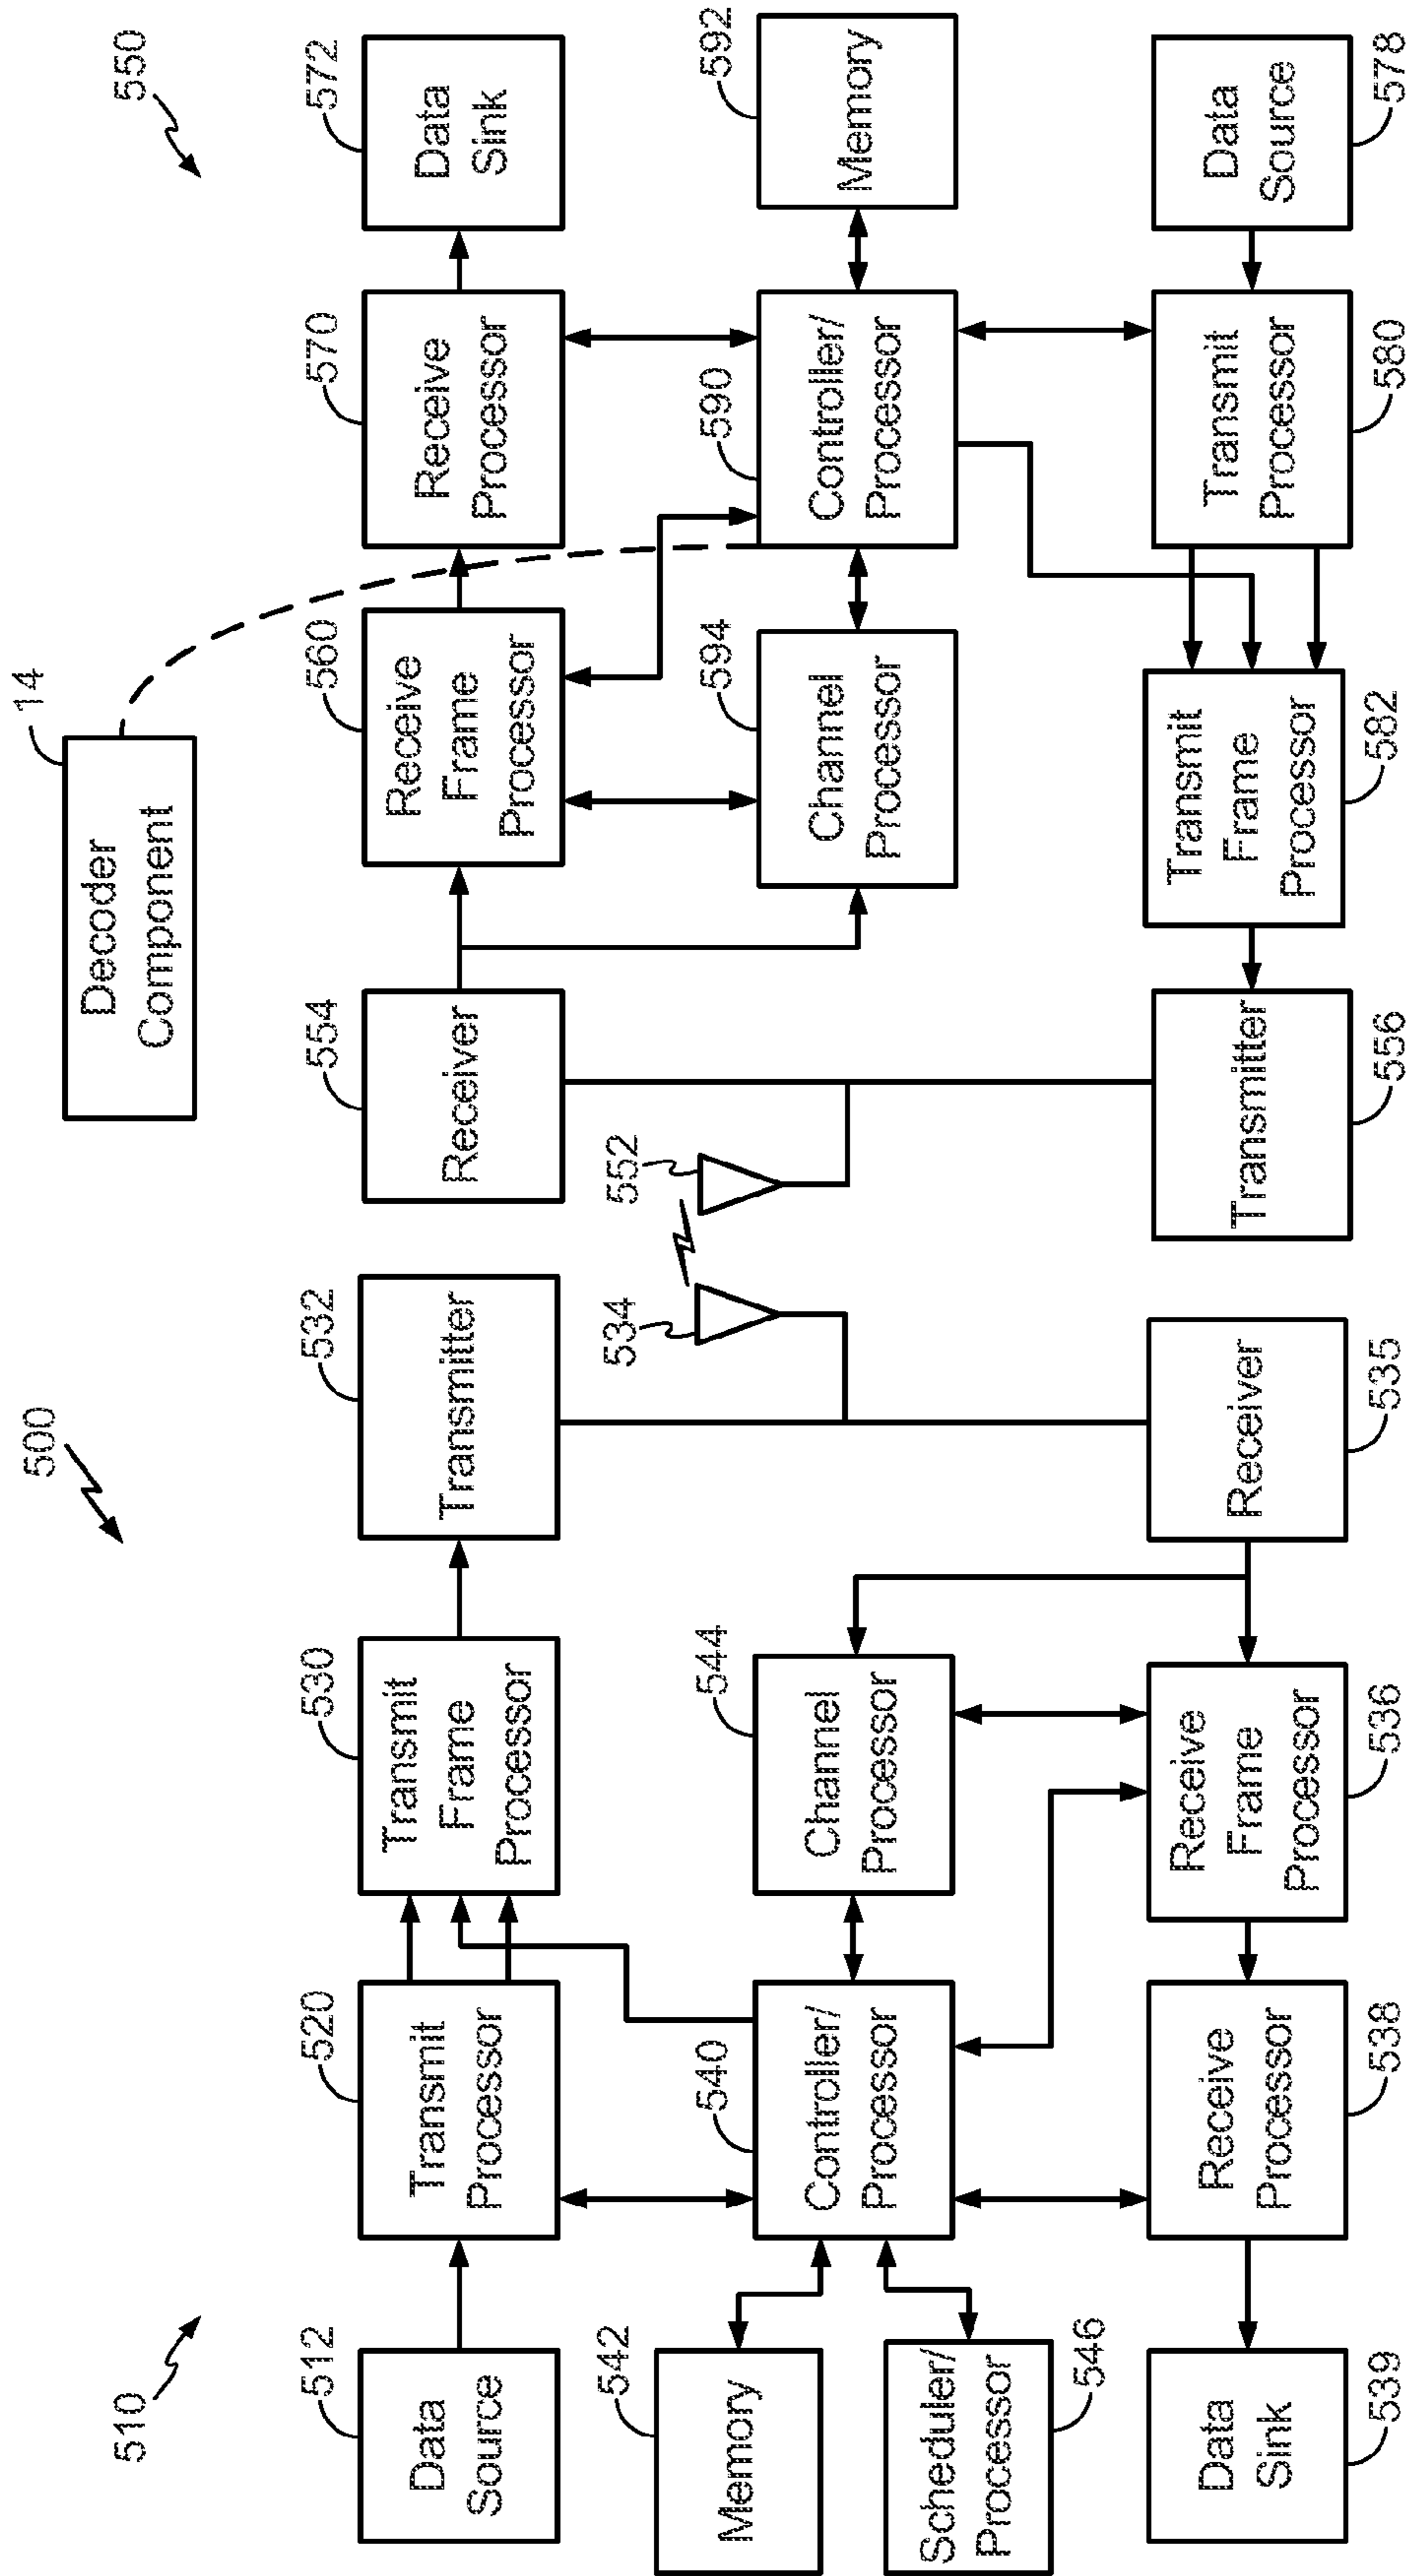 500
510
550
14
Decoder
Component
512
Data
Source
520
Transmit
Processor
530
Transmit
Frame
Processor
532
Transmitter
554
Receiver
560
Receive
Frame
Processor
570
Receive
Processor
572
Data
Sink
542
Memory
540
Controller/
Processor
544
Channel
Processor
534
552
594
Channel
Processor
590
Controller/
Processor
592
Memory
Scheduler/
Processor
546
Data
Sink
539
Receive
Processor
538
Receive
Frame
Processor
536
Receiver
535
Transmitter
556
Transmit
Frame
Processor
582
Transmit
Processor
580
Data
Source
578